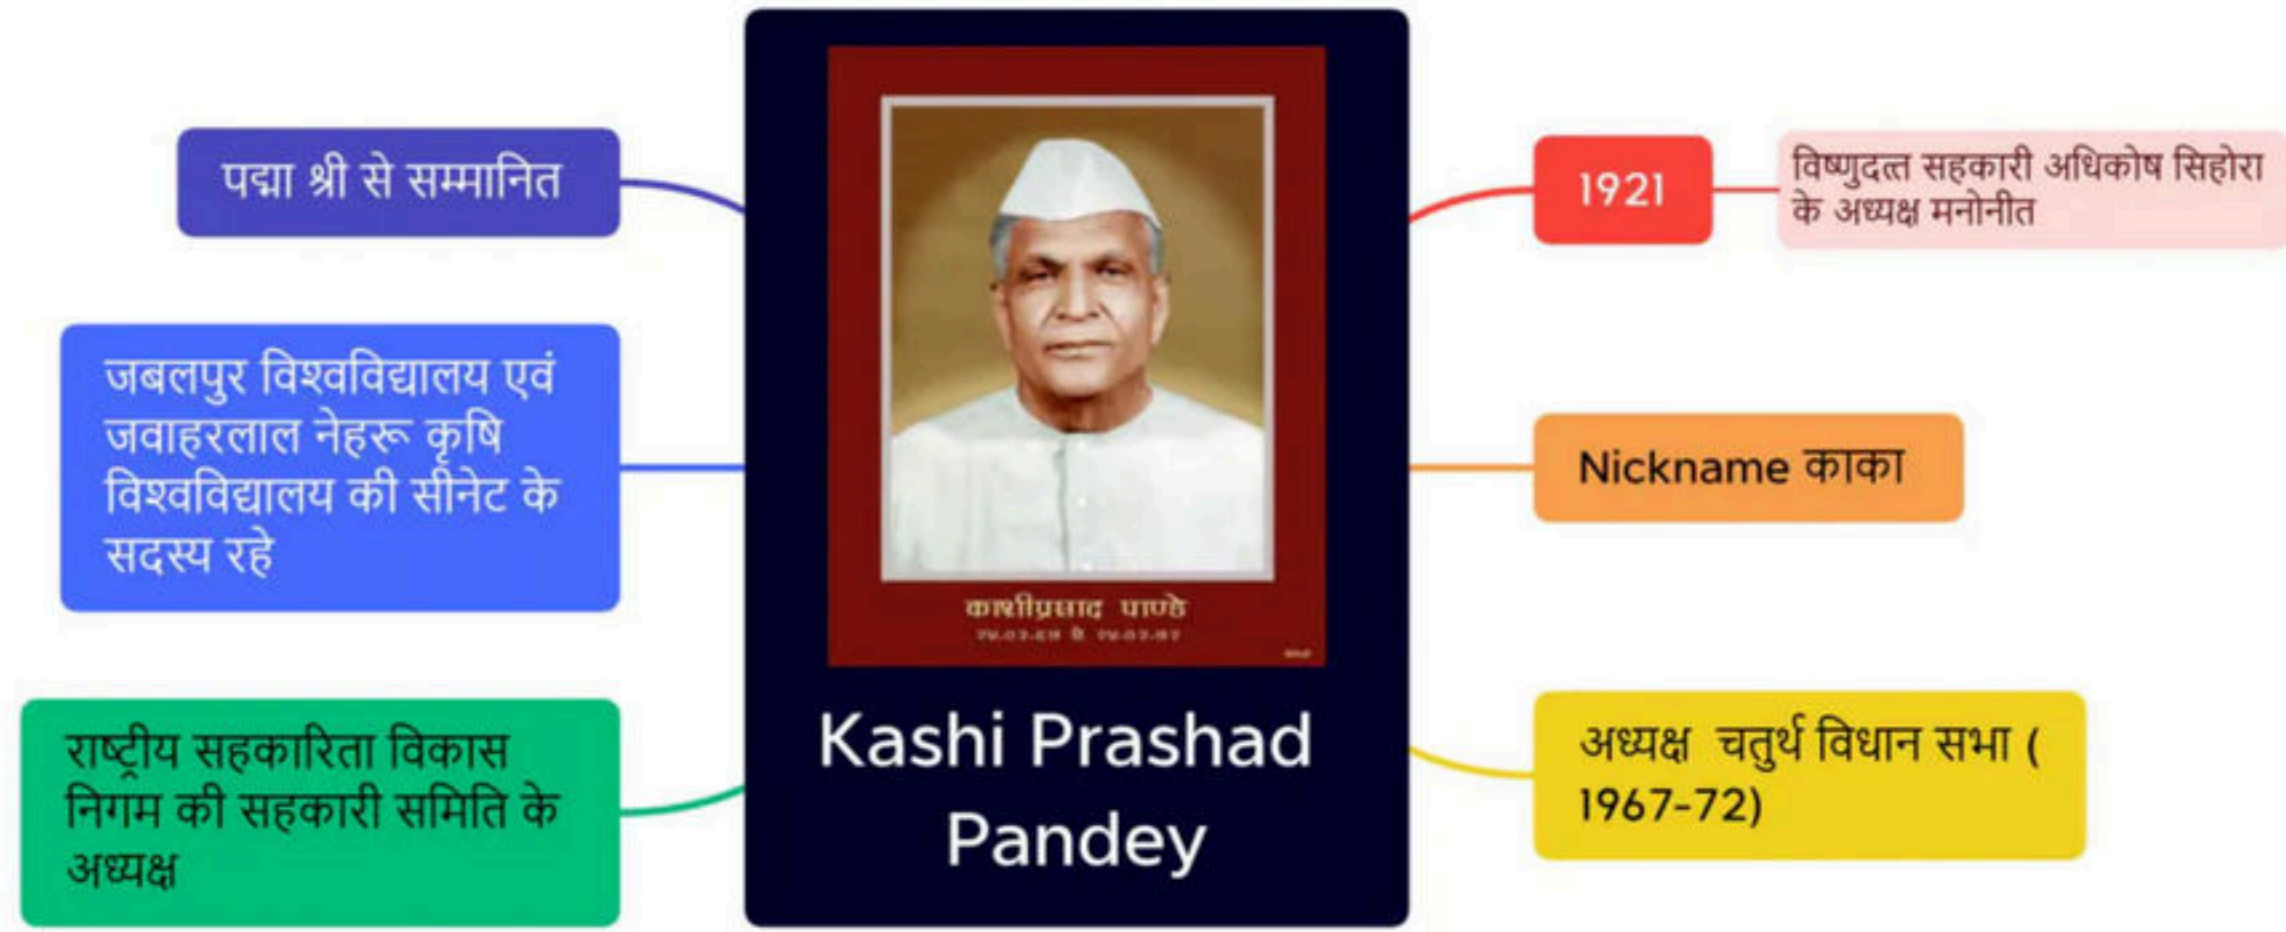 पद्मा श्री से सम्मानित
जबलपुर विश्वविद्यालय एवं
जवाहरलाल नेहरू कृषि
विश्वविद्यालय की सीनेट के
सदस्य रहे
राष्ट्रीय सहकारिता विकास
निगम की सहकारी समिति के
अध्यक्ष
काशीप्रसाद पाण्डे
Kashi Prashad
Pandey
1921
विष्णुदत्त सहकारी अधिकोष सिहोरा
के अध्यक्ष मनोनीत
Nickname काका
अध्यक्ष चतुर्थ विधान सभा (
1967-72)